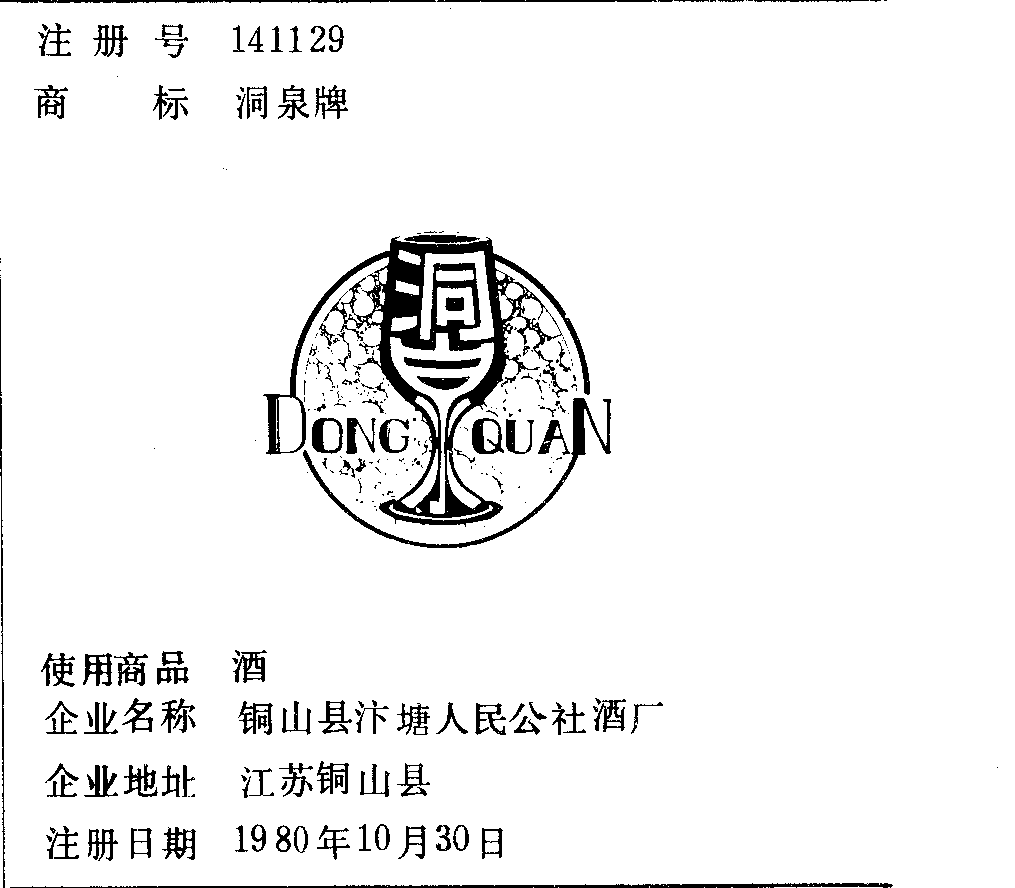 注册号 141129
商标 洞泉牌
洞
DONG QUAN
使用商品 酒
企业名称 铜山县汴塘人民公社酒厂
企业地址 江苏铜山县
注册日期 1980年10月30日